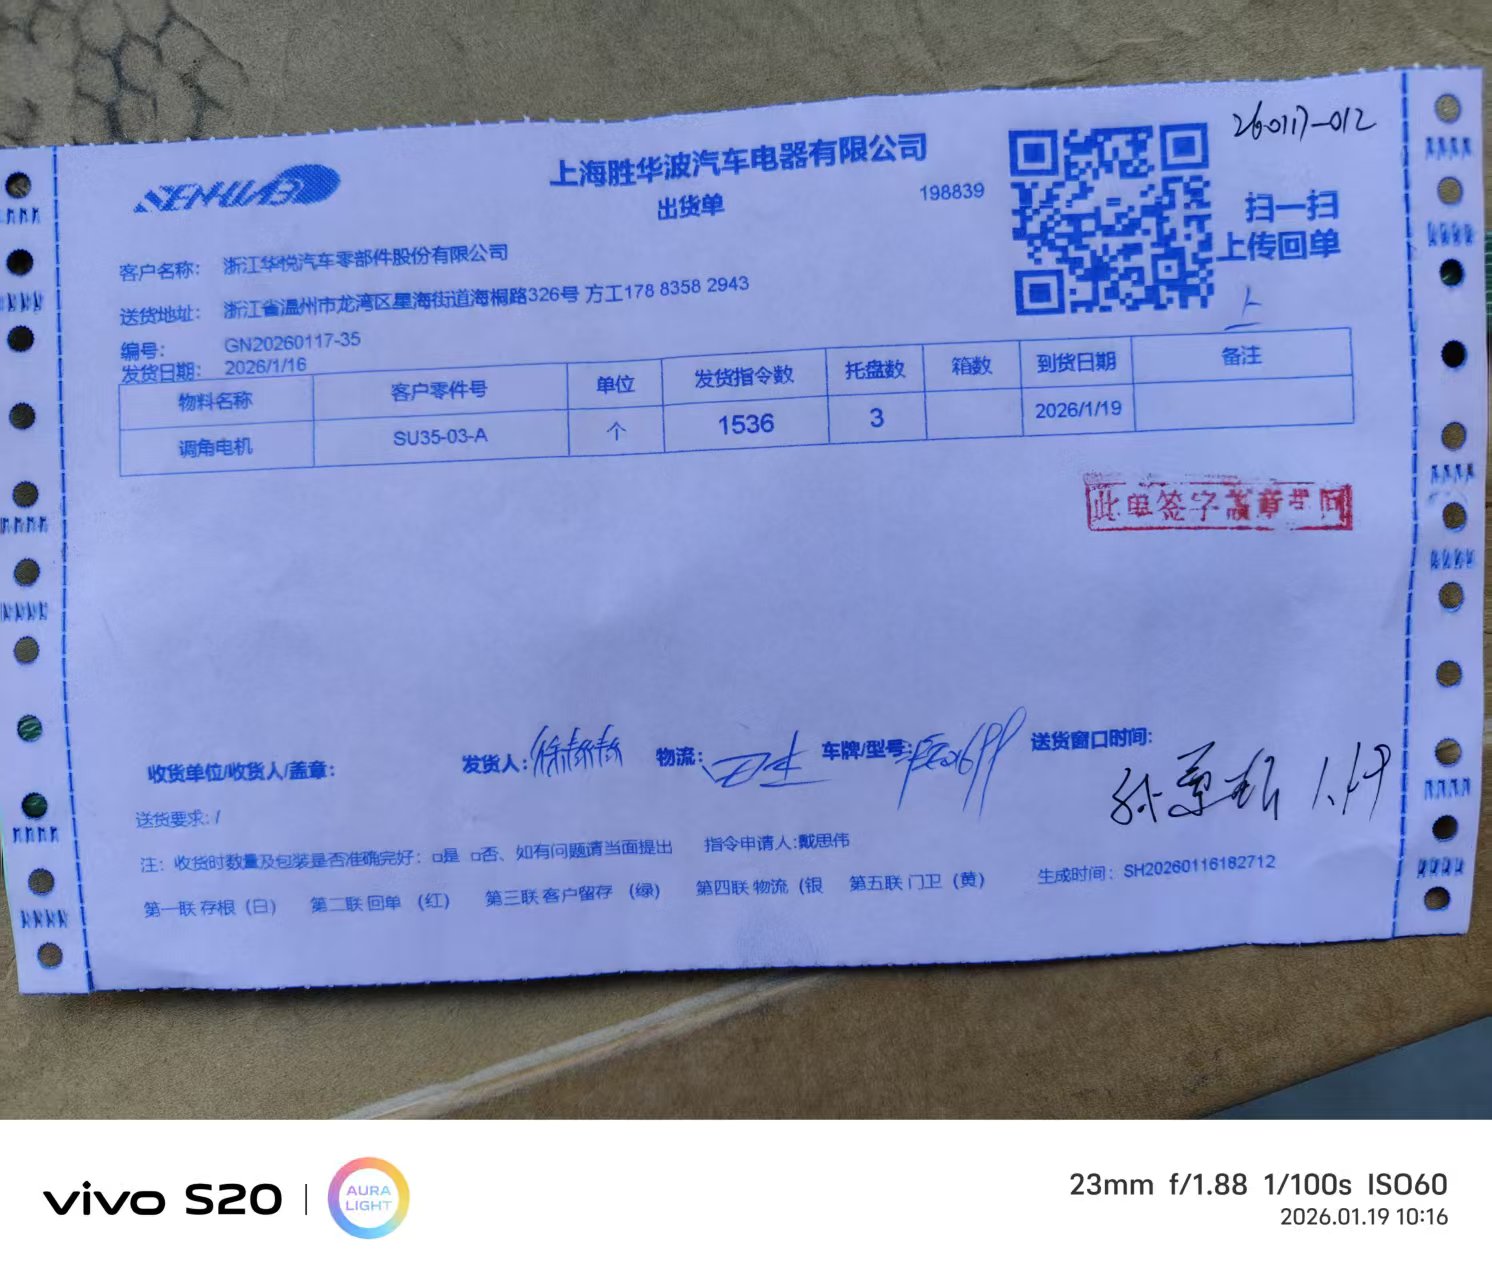 260117-012
SENHWA
上海胜华波汽车电器有限公司
出货单
198839
扫一扫
上传回单
客户名称: 浙江华悦汽车零部件股份有限公司
送货地址: 浙江省温州市龙湾区星海街道海桐路326号 方工178 8358 2943
编号: GN20260117-35
发货日期: 2026/1/16
物料名称 客户零件号 单位 发货指令数 托盘数 箱数 到货日期 备注
调角电机 SU35-03-A 个 1536 3 2026/1/19
此单签字盖章带回
收货单位/收货人/盖章: 发货人: 物流: 车牌/型号: 送货窗口时间:
1.19
送货要求: /
注: 收货时数量及包装是否准确完好: □是 □否、如有问题请当面提出 指令申请人:戴思伟
第一联 存根 (白) 第二联 回单 (红) 第三联 客户留存 (绿) 第四联 物流 (银 第五联 门卫 (黄) 生成时间: SH20260116182712
vivo S20
AURA
LIGHT
23mm f/1.88 1/100s ISO60
2026.01.19 10:16